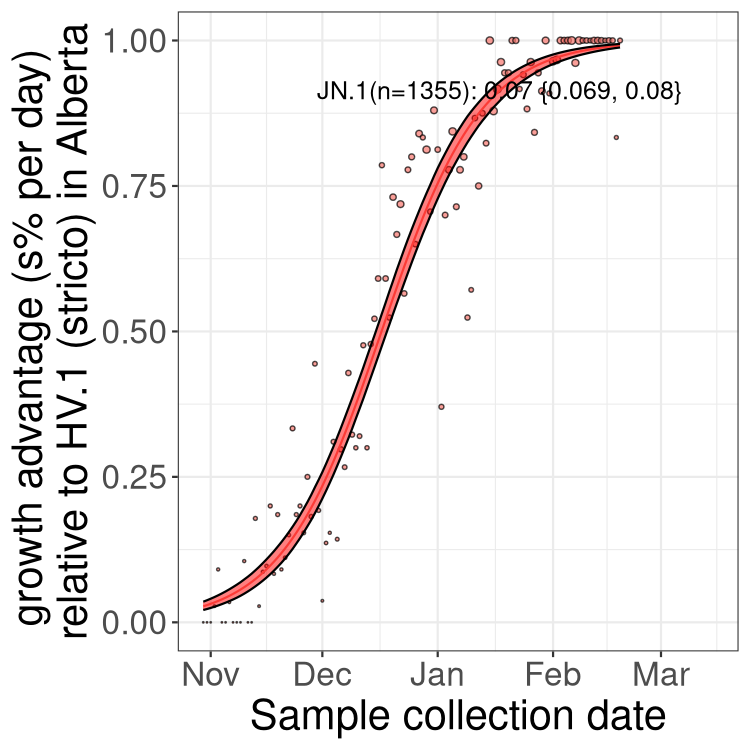 growth advantage (s% per day)
relative to HV.1 (stricto) in Alberta
1.00
0.75
0.50
0.25
0.00
JN.1(n=1355): 0.07 {0.069, 0.08}
Nov Dec Jan Feb Mar
Sample collection date